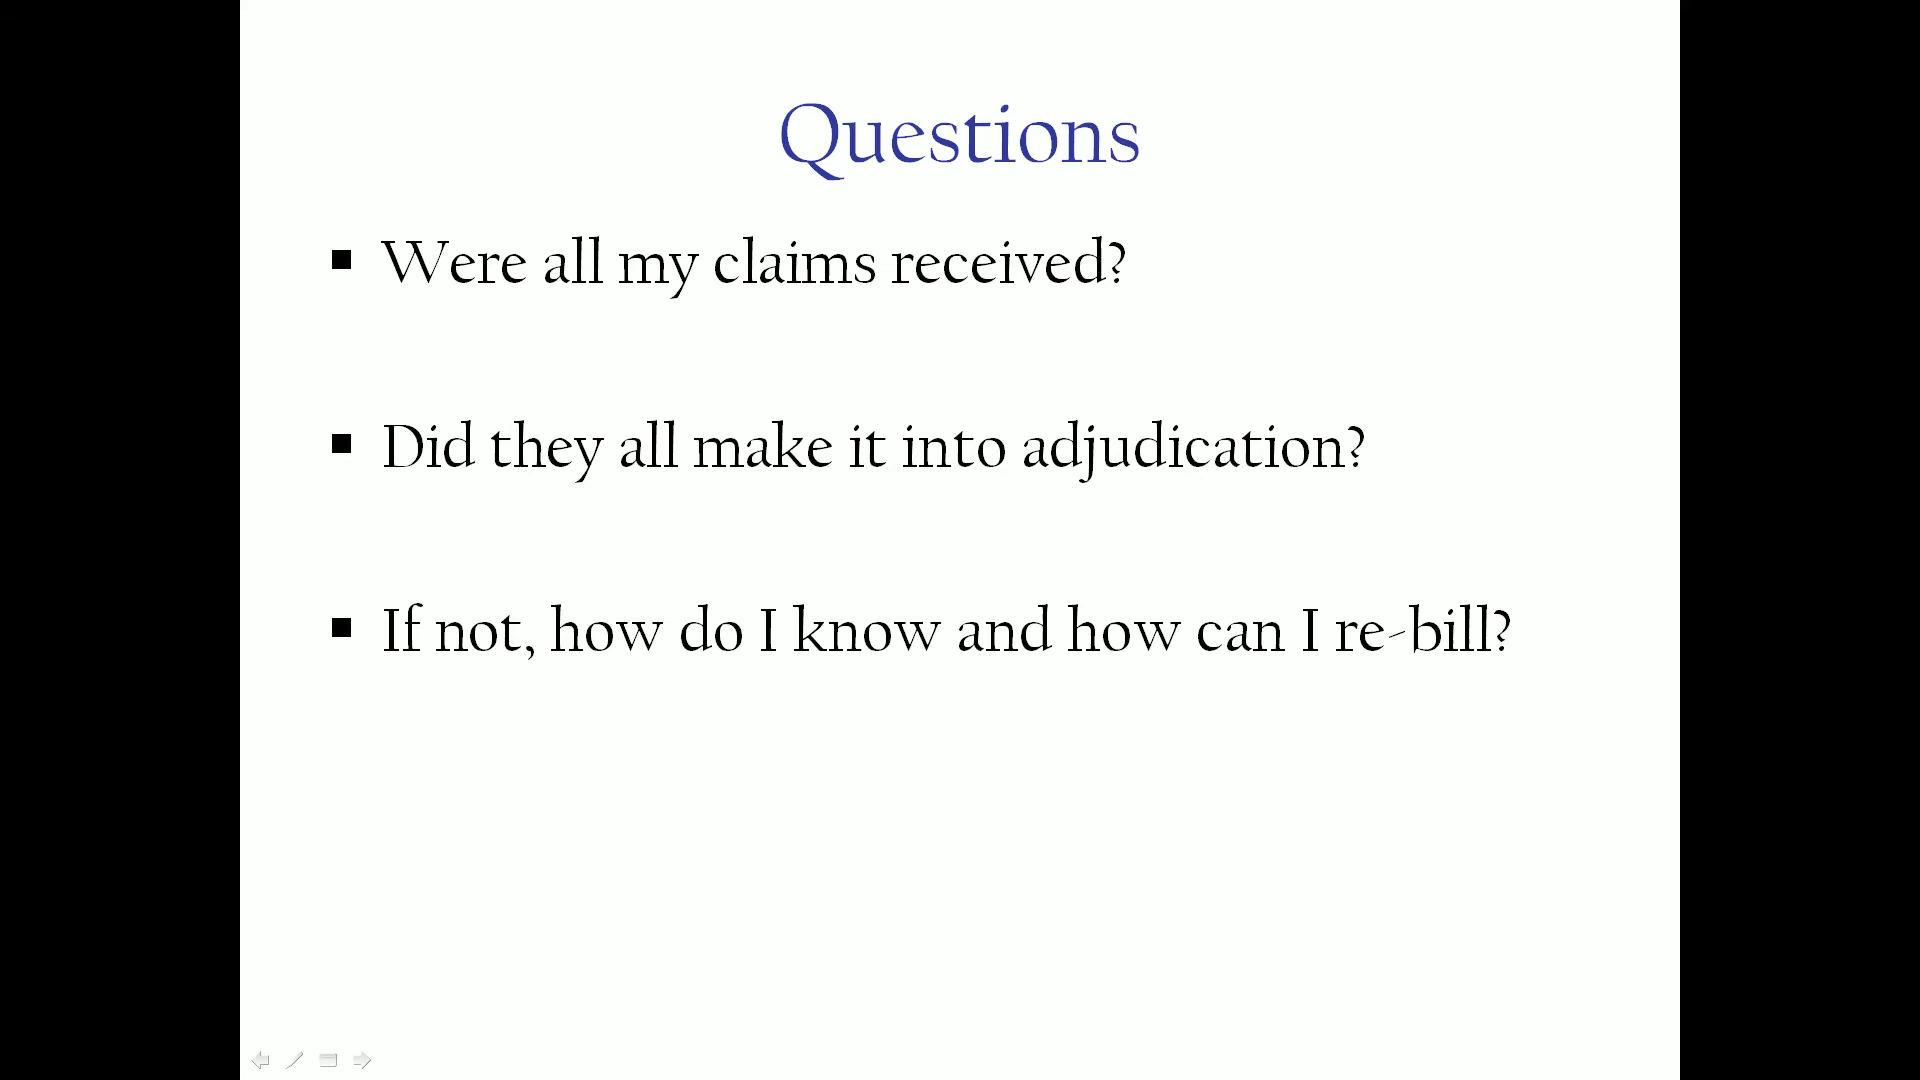 Questions
▪ Were all my claims received?
▪ Did they all make it into adjudication?
▪ If not, how do I know and how can I re-bill?